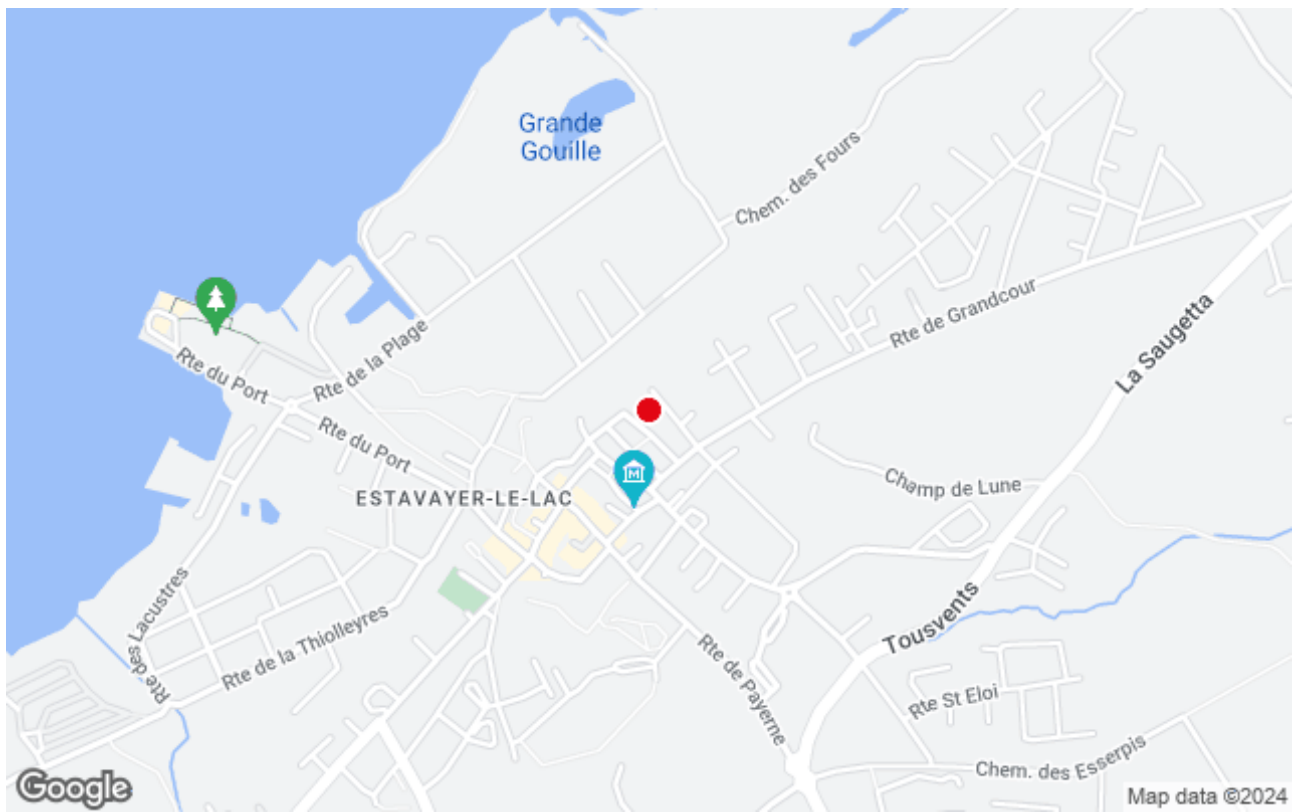 Grande
Gouille
Chem. des Fours
Rte de Grandcour
La Saugetta
Rte de la Plage
Rte du Port
Rte du Port
Champ de Lune
ESTAVAYER-LE-LAC
M
Rte des Lacustres
Rte de la Thiolleyres
Rte de Payerne
Tousvents
Rte St Eloi
Chem. des Esserpis
Google
Map data ©2024